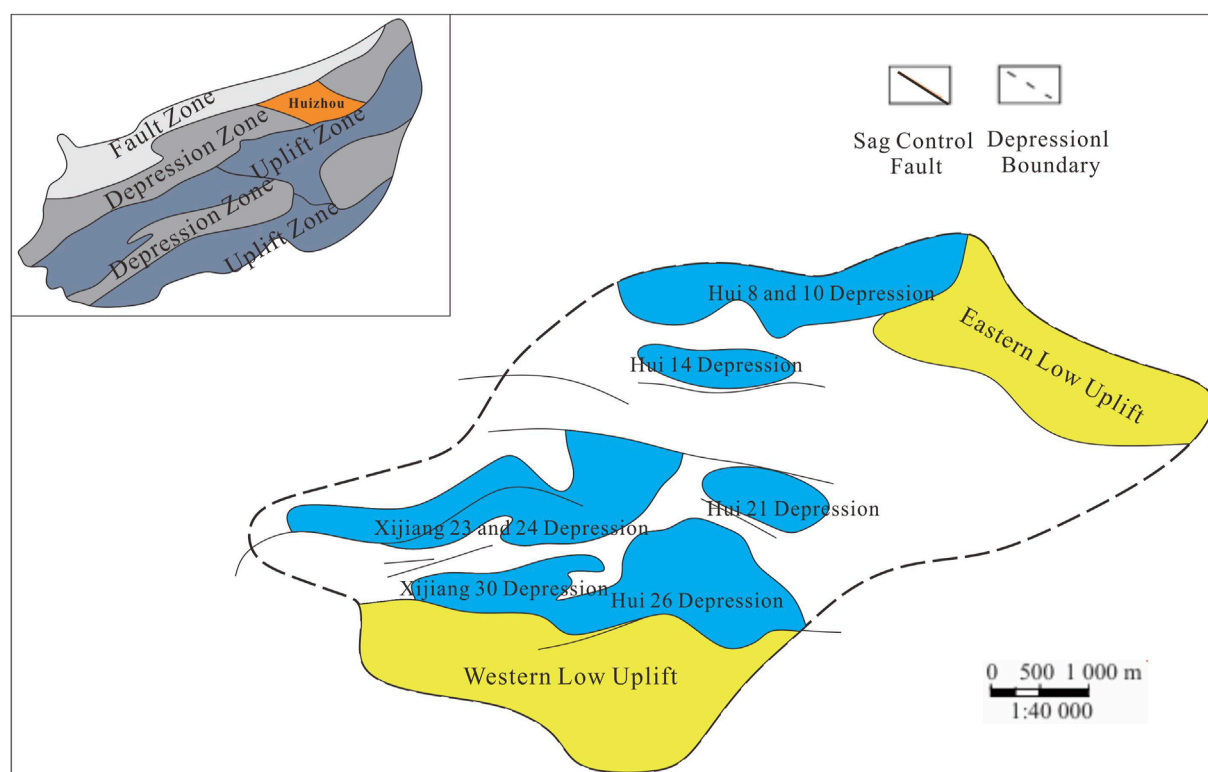 Fault Zone
Depression Zone
Huizhou
Uplift Zone
Depression Zone
Uplift Zone
Sag Control
Fault
Depressionl
Boundary
Hui 8 and 10 Depression
Eastern Low Uplift
Hui 14 Depression
Hui 21 Depression
Xijiang 23 and 24 Depression
Xijiang 30 Depression
Hui 26 Depression
Western Low Uplift
0 500 1 000 m
1:40 000